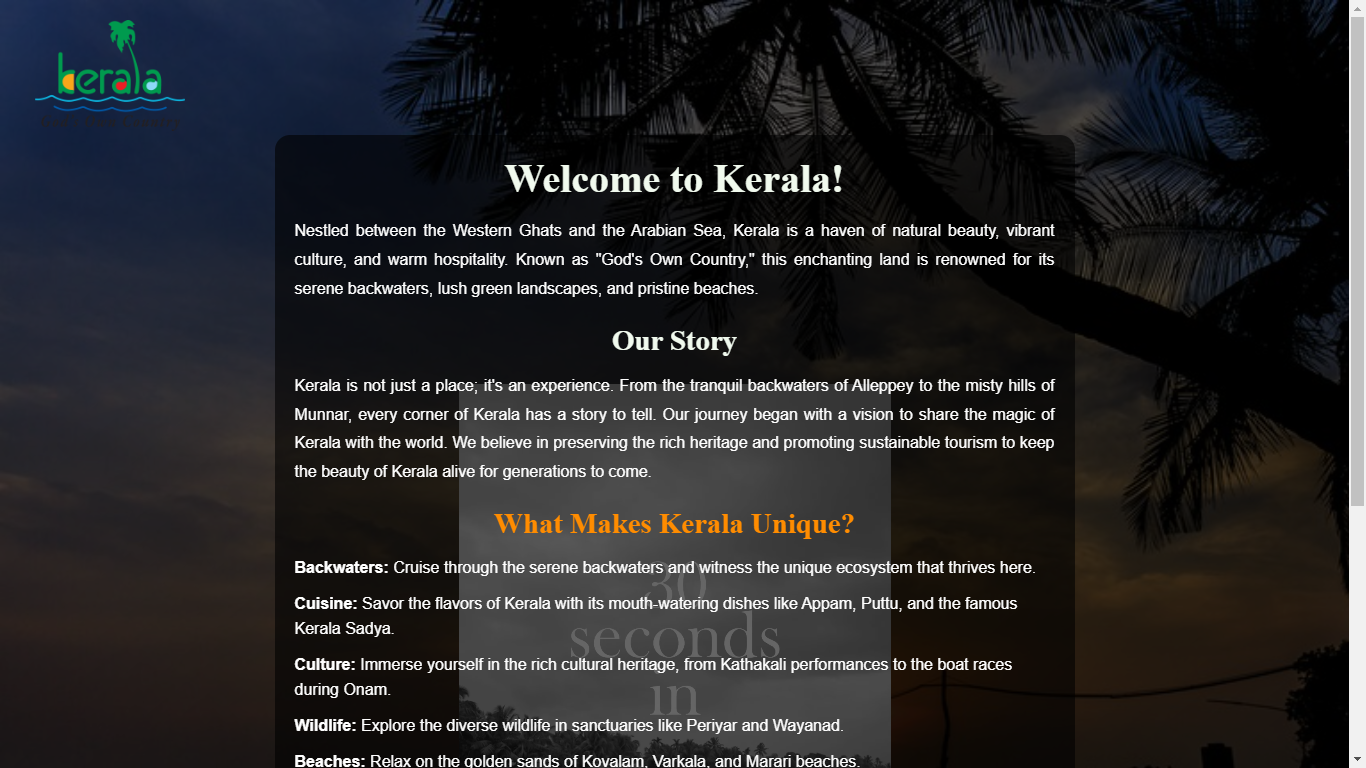 kerala
Welcome to Kerala!
Nestled between the Western Ghats and the Arabian Sea, Kerala is a haven of natural beauty, vibrant
culture, and warm hospitality. Known as "God's Own Country," this enchanting land is renowned for its
serene backwaters, lush green landscapes, and pristine beaches.
Our Story
Kerala is not just a place; it's an experience. From the tranquil backwaters of Alleppey to the misty hills of
Munnar, every corner of Kerala has a story to tell. Our journey began with a vision to share the magic of
Kerala with the world. We believe in preserving the rich heritage and promoting sustainable tourism to keep
the beauty of Kerala alive for generations to come.
What Makes Kerala Unique?
Backwaters: Cruise through the serene backwaters and witness the unique ecosystem that thrives here.
Cuisine: Savor the flavors of Kerala with its mouth-watering dishes like Appam, Puttu, and the famous
Kerala Sadya.
Culture: Immerse yourself in the rich cultural heritage, from Kathakali performances to the boat races
during Onam.
Wildlife: Explore the diverse wildlife in sanctuaries like Periyar and Wayanad.
Beaches: Relax on the golden sands of Kovalam, Varkala, and Marari beaches.
30
seconds
in